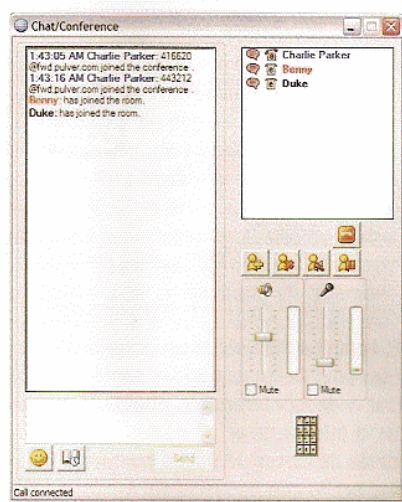 Chat/Conference
1:43:05 AM Charlie Parker: 416620
@fwd.pulver.com joined the conference .
1:43:16 AM Charlie Parker: 443212
@fwd.pulver.com joined the conference .
Benny: has joined the room.
Duke: has joined the room.
Charlie Parker
Benny
Duke
Mute
Mute
Send
Call connected